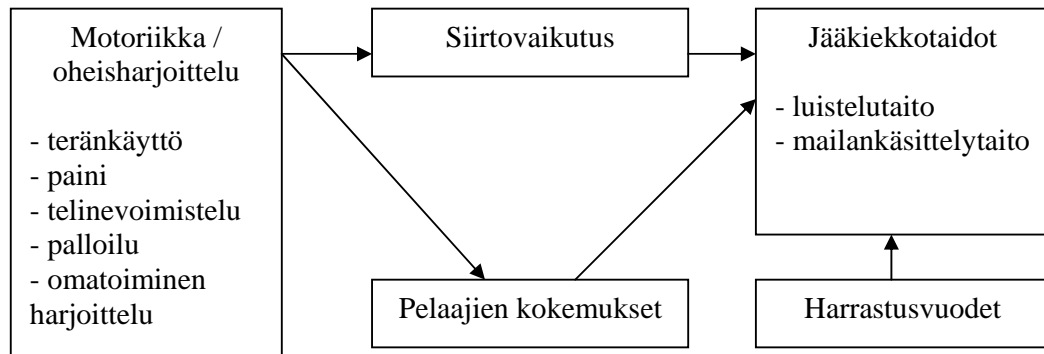 Motoriikka /
oheisharjoittelu
- teränkäyttö
- paini
- telinevoimistelu
- palloilu
- omatoiminen
harjoittelu
Siirtovaikutus
Jääkiekkotaidot
- luistelutaito
- mailankäsittelytaito
Pelaajien kokemukset
Harrastusvuodet